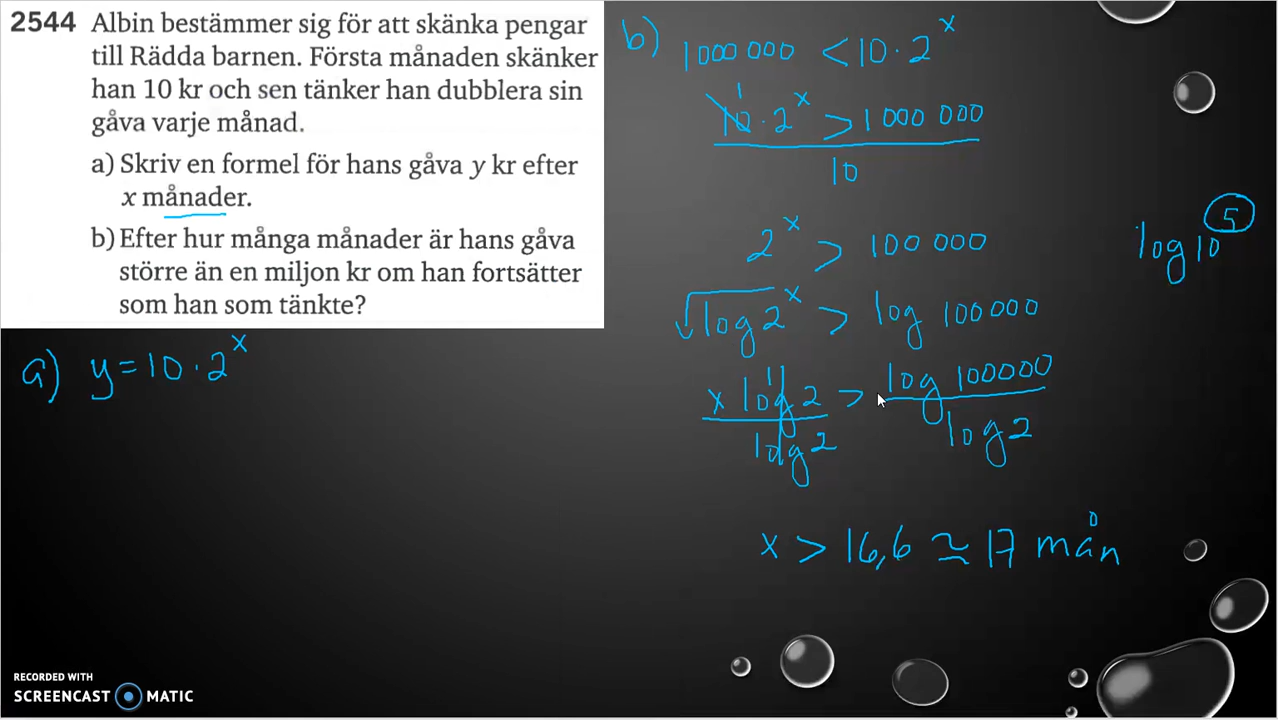 2544 Albin bestämmer sig för att skänka pengar
till Rädda barnen. Första månaden skänker
han 10 kr och sen tänker han dubblera sin
gåva varje månad.
a) Skriv en formel för hans gåva y kr efter
x månader.
b) Efter hur många månader är hans gåva
större än en miljon kr om han fortsätter
som han som tänkte?
a) y = 10 · 2^x
b) 1000 000 < 10 · 2^x
1
10 · 2^x > 1 000 000
10
2^x > 100 000
log 2^x > log 100000
x log 2 > log 100000
log 2 log 2
x > 16,6 ≃ 17 mån
log 10^5
RECORDED WITH
SCREENCAST MATIC